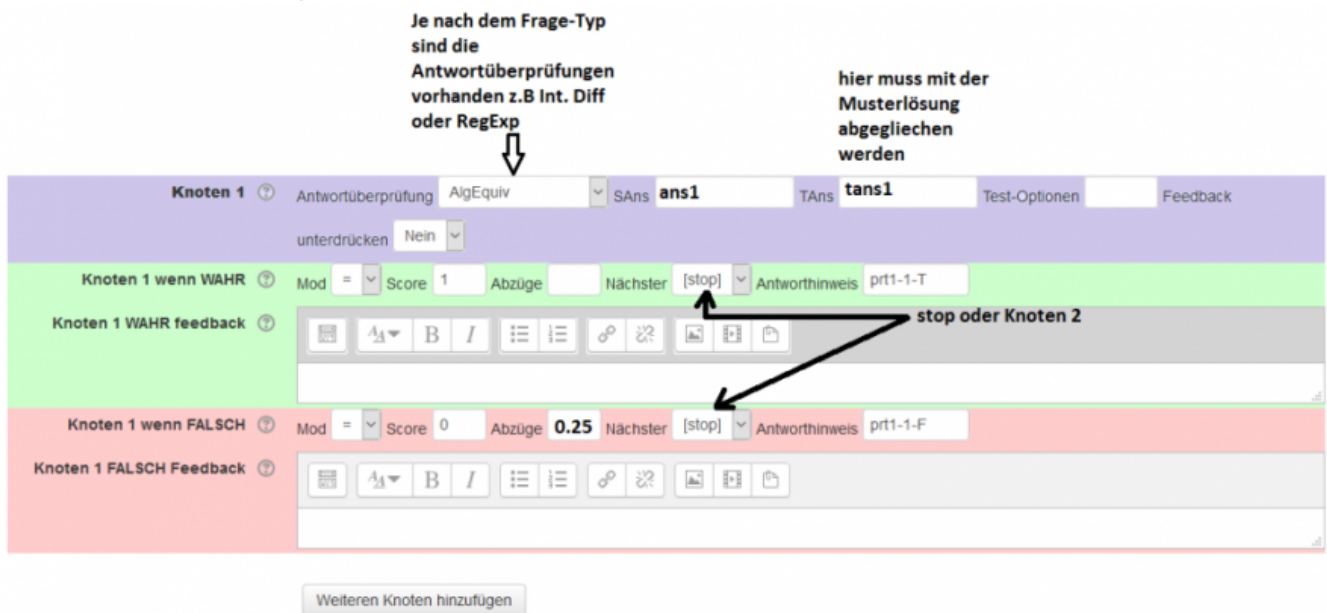 Je nach dem Frage-Typ
sind die
Antwortüberprüfungen
vorhanden z.B Int. Diff
oder RegExp
hier muss mit der
Musterlösung
abgegliechen
werden
Knoten 1 Antwortüberprüfung AlgEquiv SAns ans1 TAns tans1 Test-Optionen Feedback
unterdrücken Nein
Knoten 1 wenn WAHR Mod = Score 1 Abzüge Nächster [stop] Antworthinweis prt1-1-T
Knoten 1 WAHR feedback
stop oder Knoten 2
Knoten 1 wenn FALSCH Mod = Score 0 Abzüge 0.25 Nächster [stop] Antworthinweis prt1-1-F
Knoten 1 FALSCH Feedback
Weiteren Knoten hinzufügen